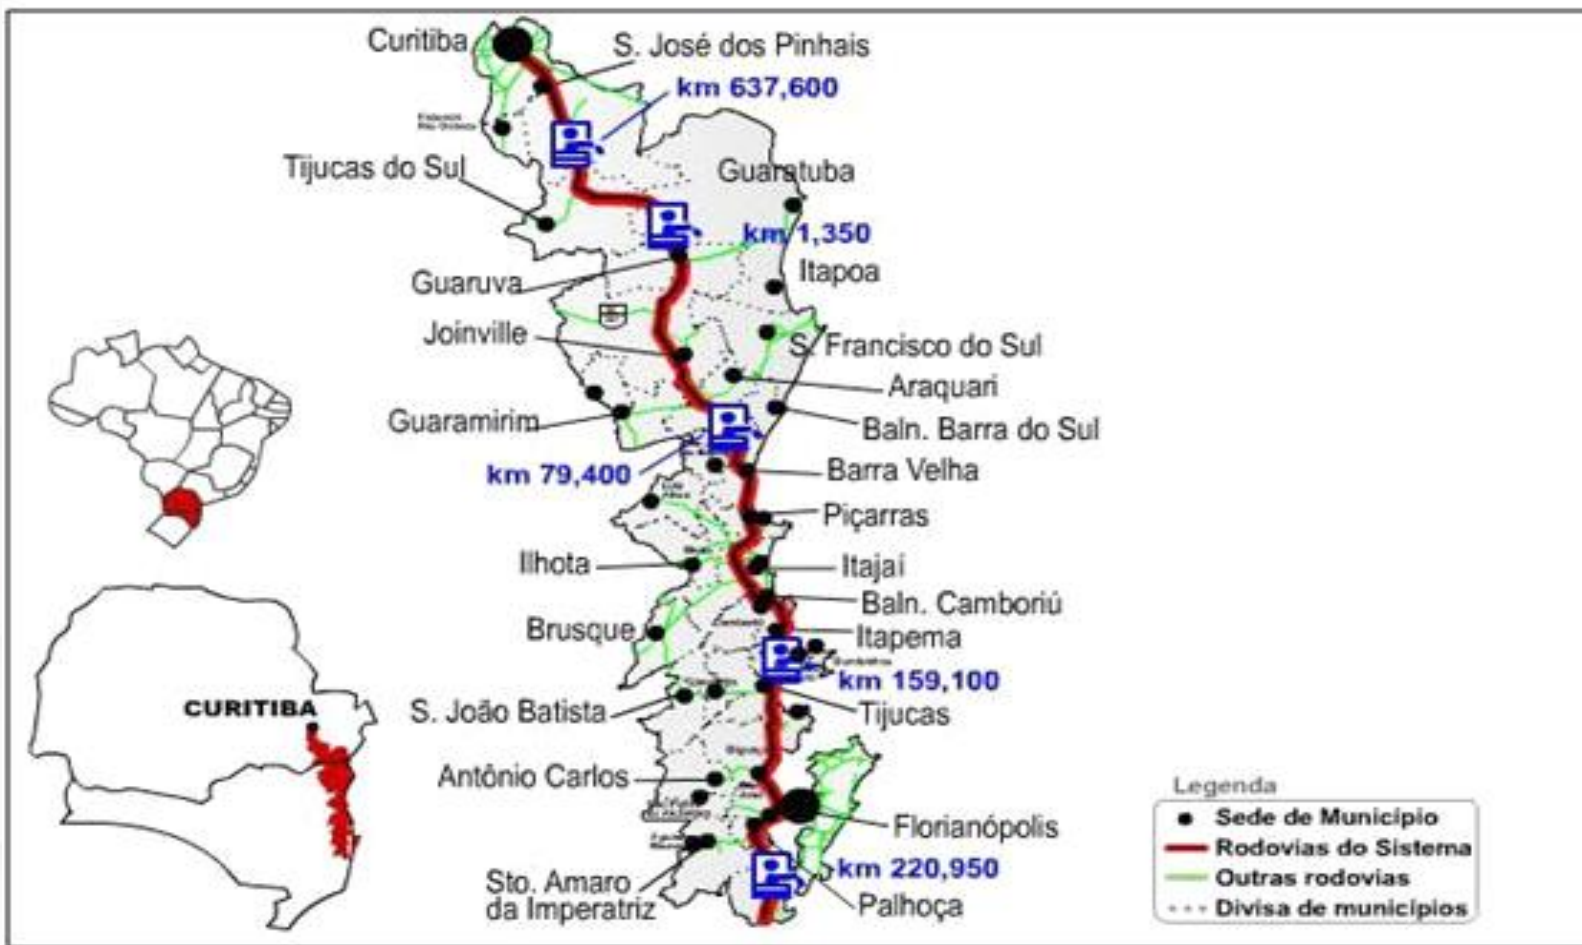 Curitiba
S. José dos Pinhais
km 637,600
Tijucas do Sul
Guaratuba
km 1,350
Itapoa
Guaruva
Joinville
S. Francisco do Sul
Araquari
Guaramirim
Baln. Barra do Sul
km 79,400
Barra Velha
Piçarras
Ilhota
Itajaí
Baln. Camboriú
Brusque
Itapema
km 159,100
CURITIBA
S. João Batista
Tijucas
Antônio Carlos
Florianópolis
km 220,950
Sto. Amaro
da Imperatriz
Palhoça
Legenda
Sede de Município
Rodovias do Sistema
Outras rodovias
Divisa de municípios